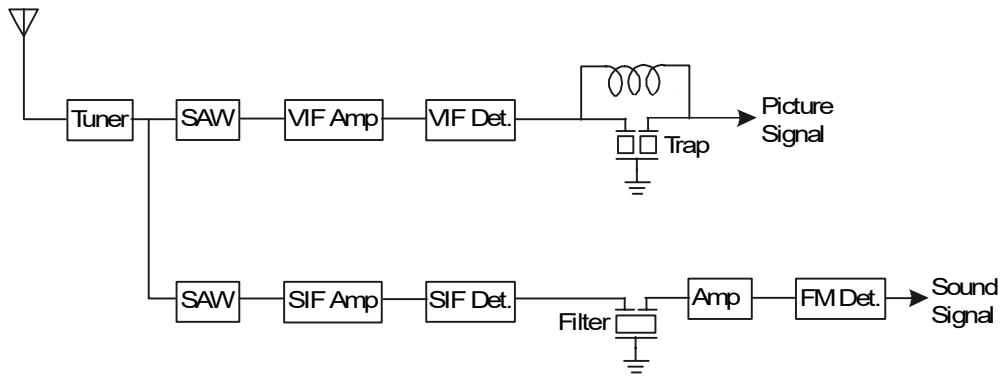 Tuner
SAW
VIF Amp
VIF Det.
Trap
Picture
Signal
SAW
SIF Amp
SIF Det.
Filter
Amp
FM Det.
Sound
Signal